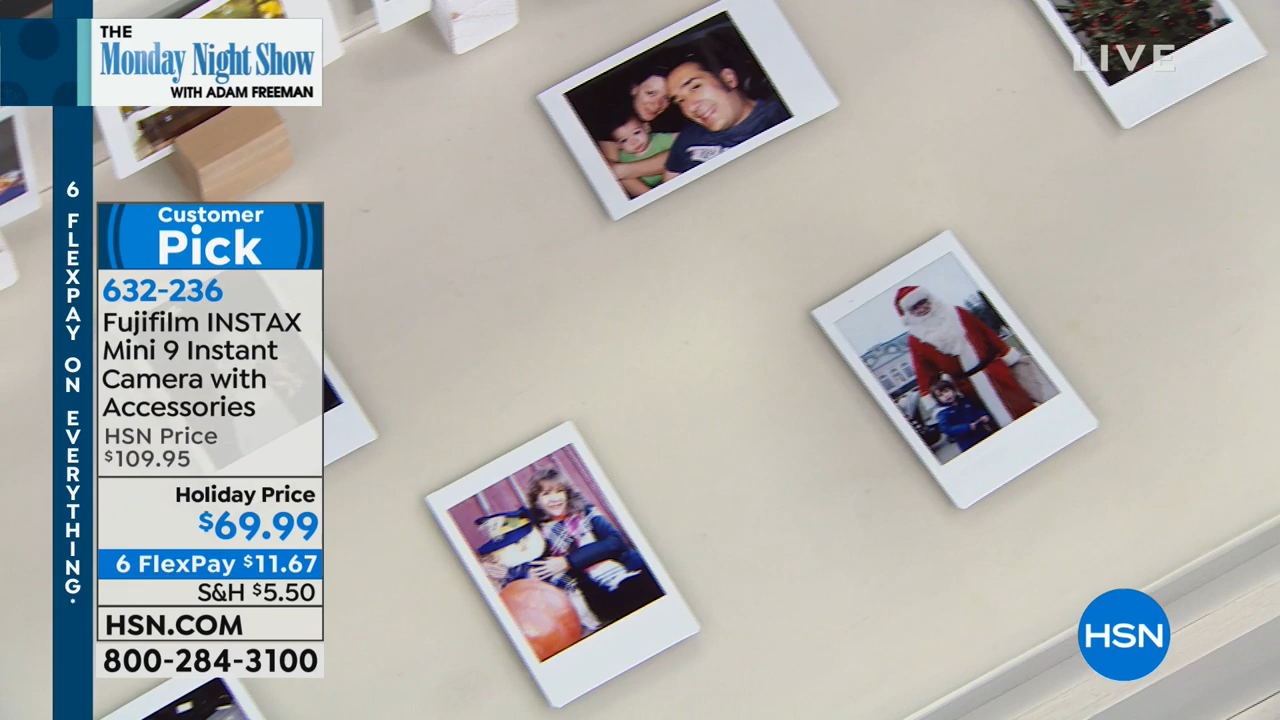 THE
Monday Night Show
WITH ADAM FREEMAN
LIVE
6 FLEXPAY ON EVERYTHING.
Customer
Pick
632-236
Fujifilm INSTAX
Mini 9 Instant
Camera with
Accessories
HSN Price
$109.95
Holiday Price
$69.99
6 FlexPay $11.67
S&H $5.50
HSN.COM
800-284-3100
HSN